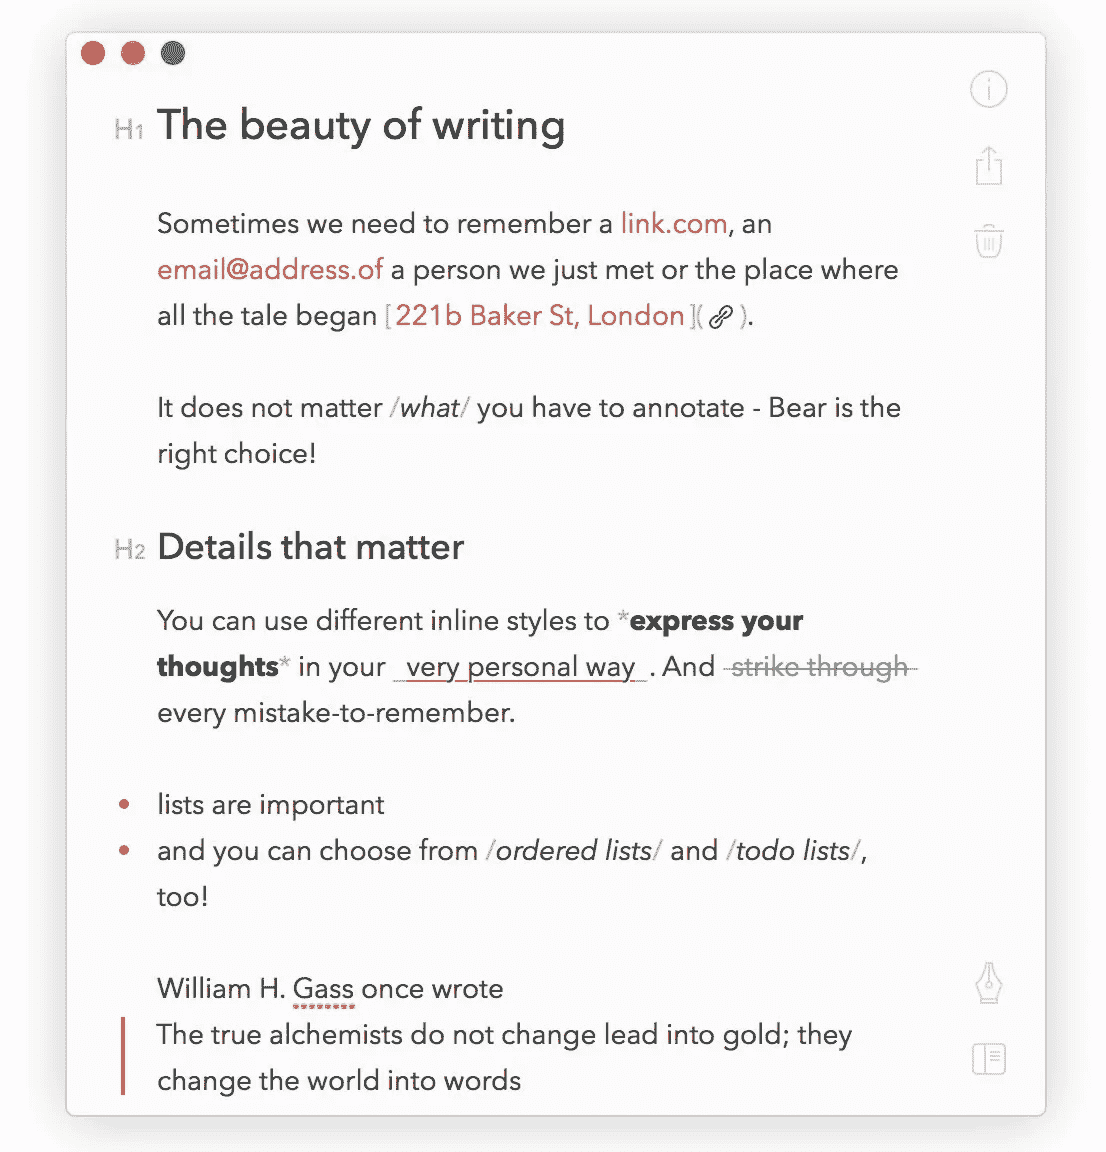 H1 The beauty of writing
Sometimes we need to remember a link.com, an
email@address.of a person we just met or the place where
all the tale began [221b Baker St, London]( ).
It does not matter /what/ you have to annotate - Bear is the
right choice!
H2 Details that matter
You can use different inline styles to *express your
thoughts* in your _very personal way_. And -strike through-
every mistake-to-remember.
• lists are important
• and you can choose from /ordered lists/ and /todo lists/,
too!
William H. Gass once wrote
The true alchemists do not change lead into gold; they
change the world into words